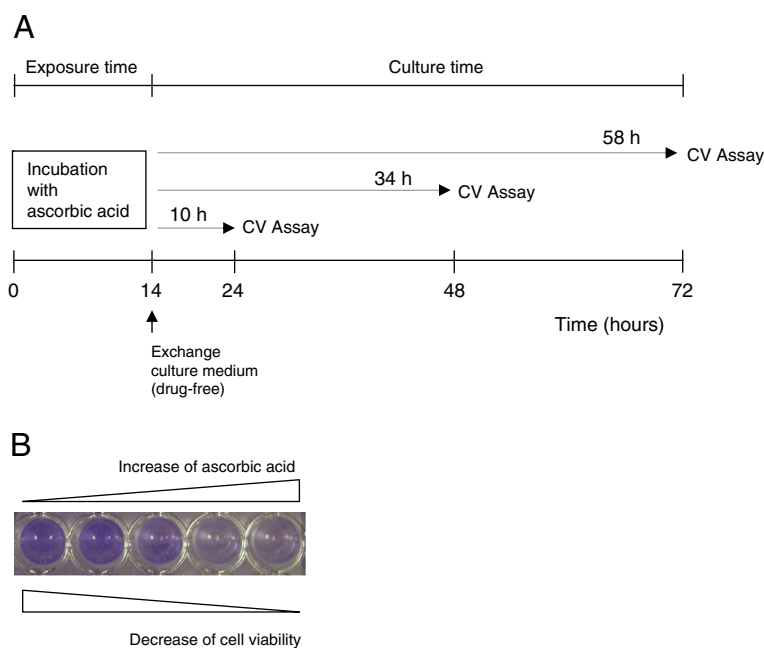 A
Exposure time
Culture time
58 h
CV Assay
Incubation
with
ascorbic acid
34 h
CV Assay
10 h
CV Assay
0
14
24
48
72
Time (hours)
Exchange
culture medium
(drug-free)
B
Increase of ascorbic acid
Decrease of cell viability